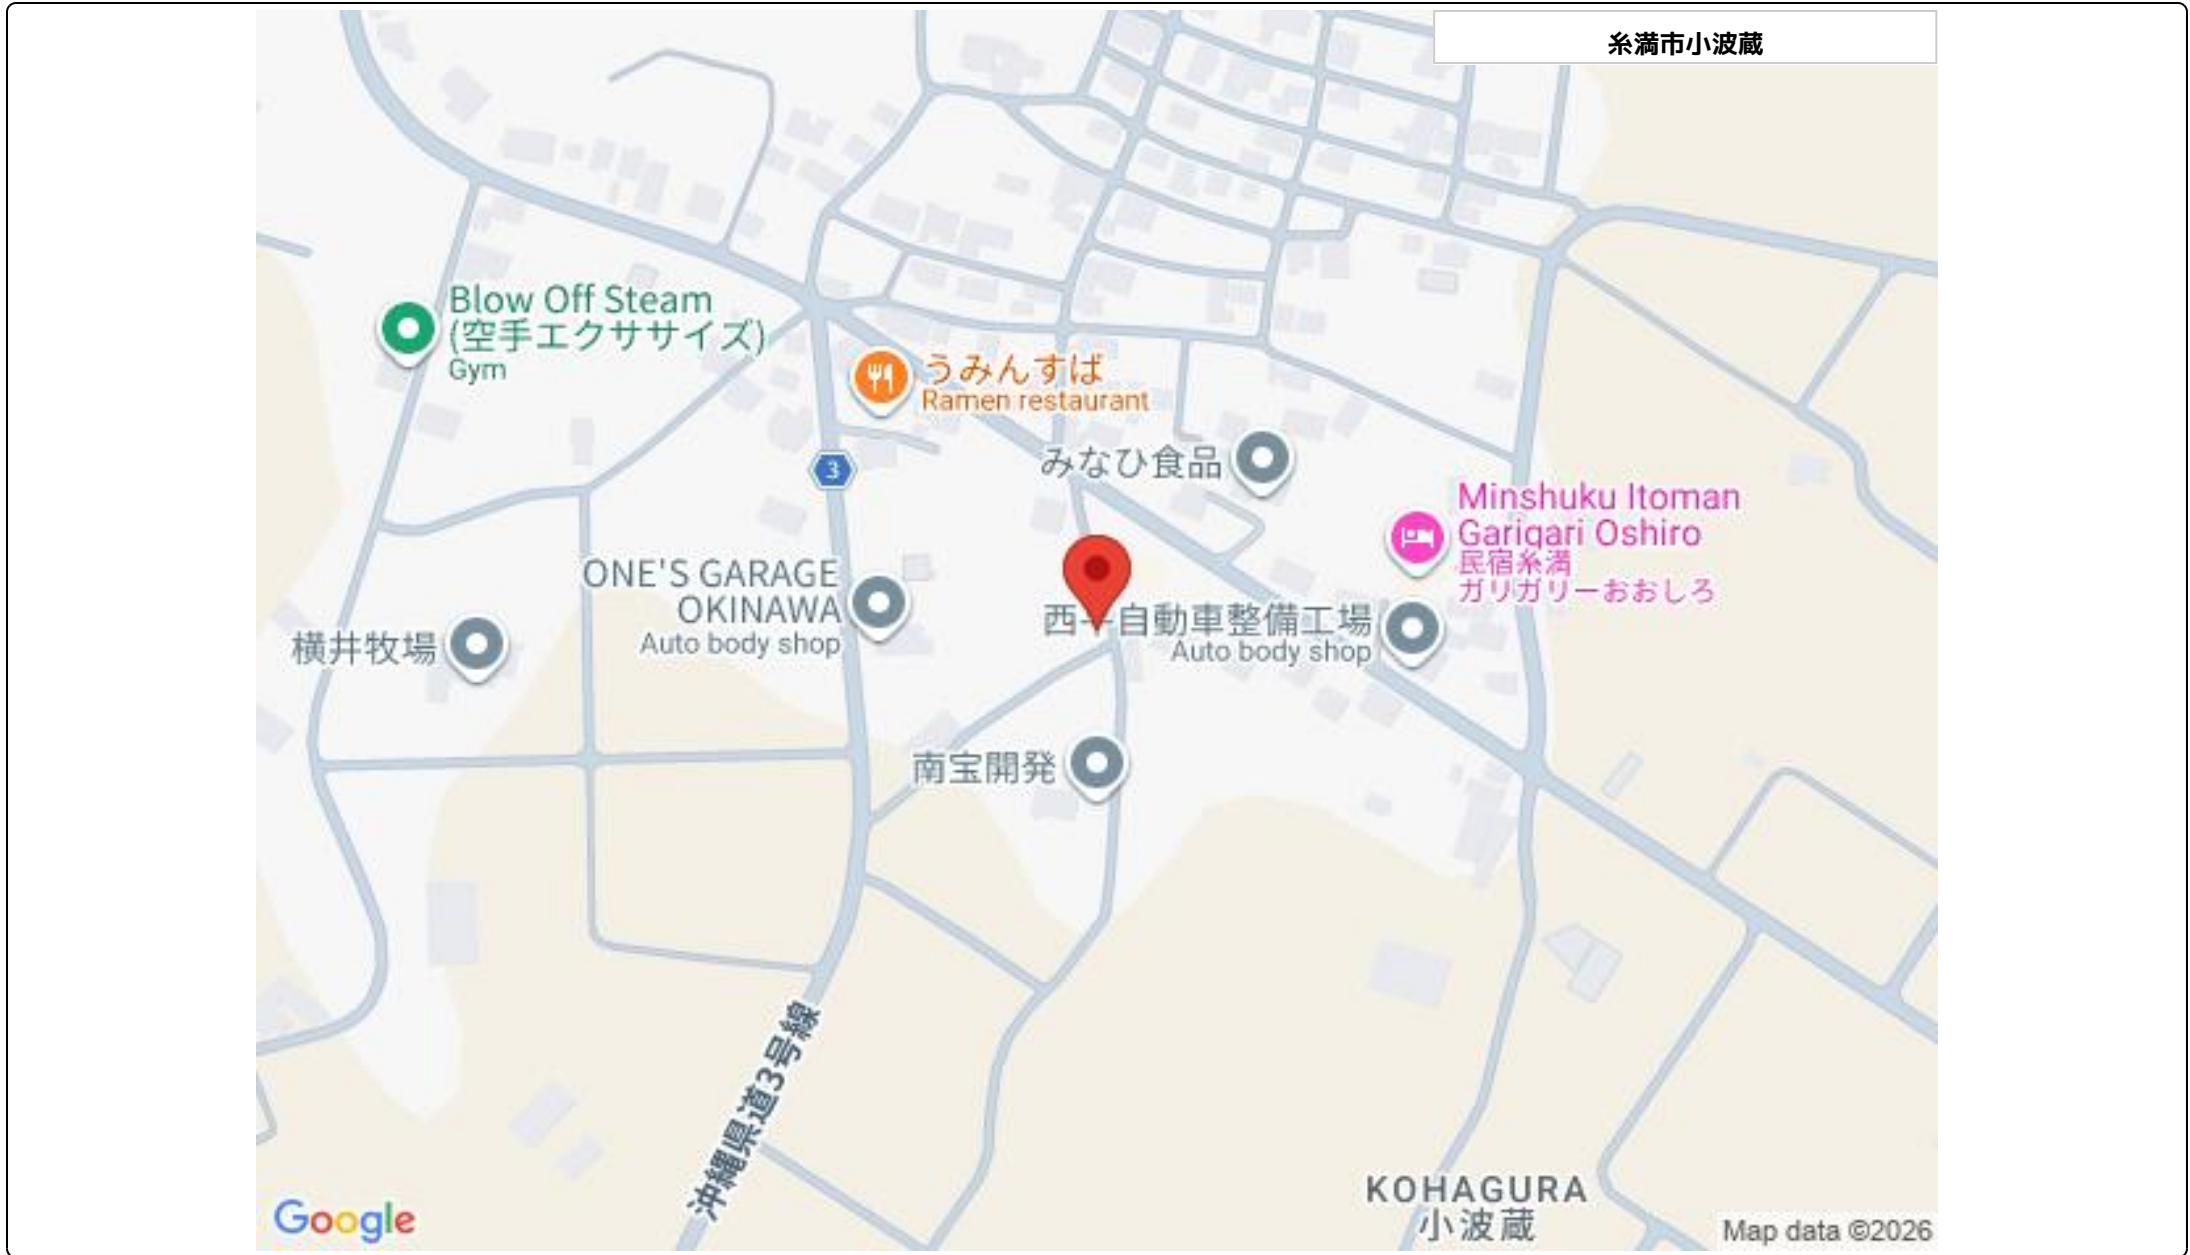 糸満市小波蔵
Blow Off Steam
(空手エクササイズ)
Gym
うみんすば
Ramen restaurant
みなひ食品
3
Minshuku Itoman
Garigari Oshiro
民宿糸満
ガリガリーおおしろ
ONE'S GARAGE
OKINAWA
Auto body shop
西一自動車整備工場
Auto body shop
横井牧場
南宝開発
沖縄県道3号線
KOHAGURA
小波蔵
Google
Map data ©2026